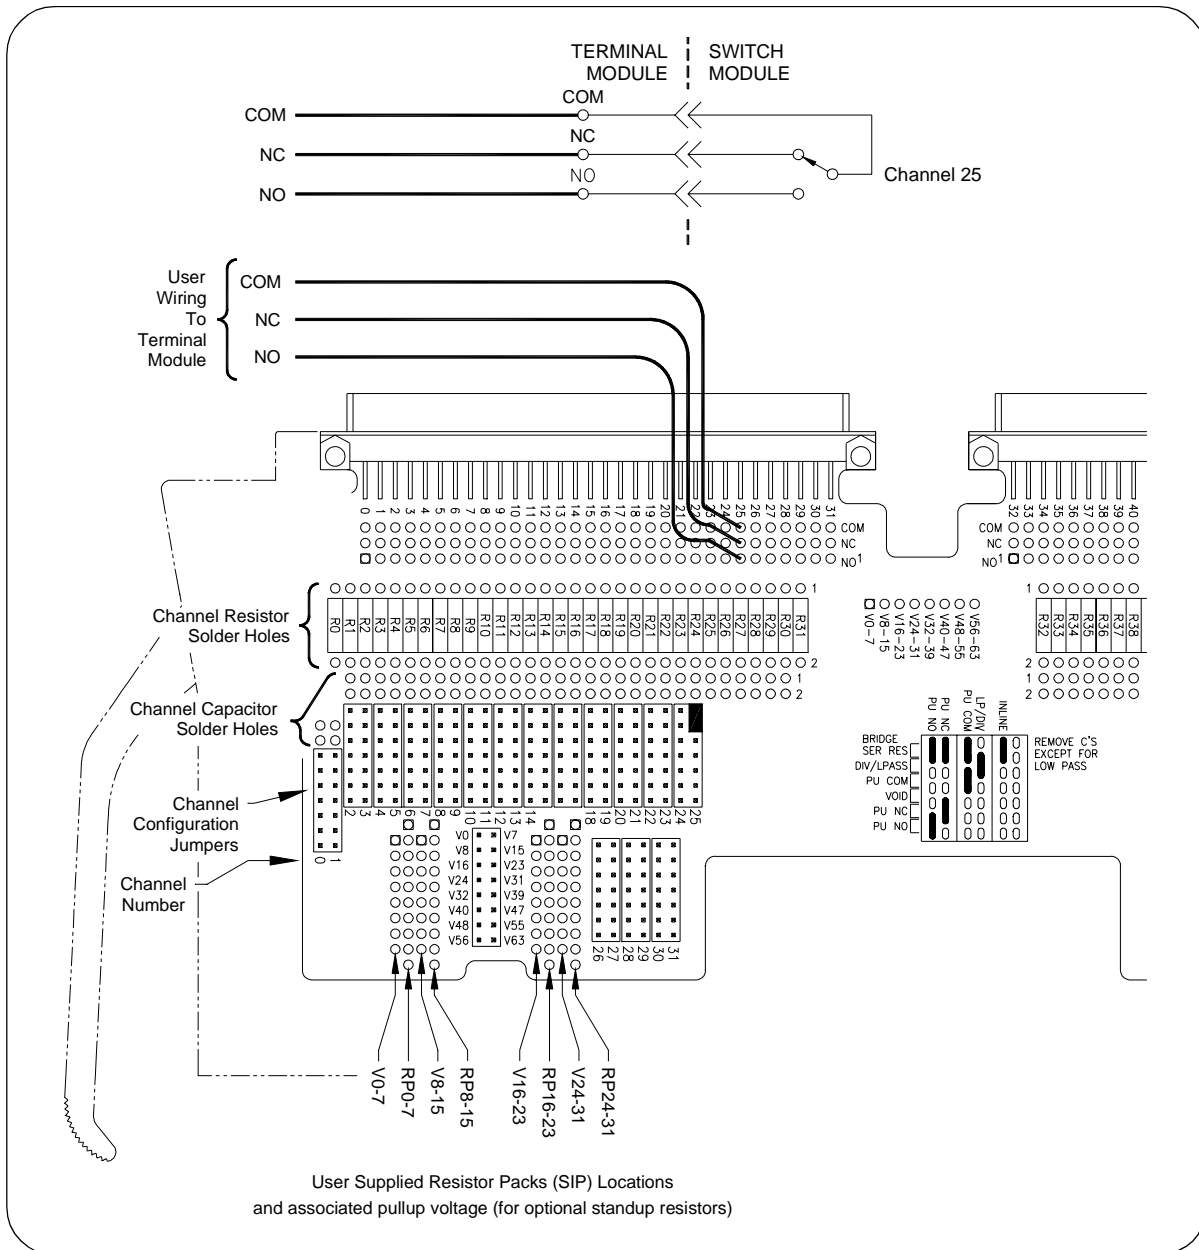 TERMINAL
MODULE
SWITCH
MODULE
COM
NC
NO
COM
NC
NO
Channel 25
User
Wiring
To
Terminal
Module
COM
NC
NO
0 1 2 3 4 5 6 7 8 9 10 11 12 13 14 15 16 17 18 19 20 21 22 23 24 25 26 27 28 29 30 31
COM
NC
NO 1
32 33 34 35 36 37 38 39 40
COM
NC
NO 1
Channel Resistor
Solder Holes
1
R0 R1 R2 R3 R4 R5 R6 R7 R8 R9 R10 R11 R12 R13 R14 R15 R16 R17 R18 R19 R20 R21 R22 R23 R24 R25 R26 R27 R28 R29 R30 R31
2
V0-7
V8-15
V16-23
V24-31
V32-39
V40-47
V48-55
V56-63
1
R32 R33 R34 R35 R36 R37 R38
2
Channel Capacitor
Solder Holes
1
2
1
2
PU NO
PU NC
PU COM
LP/DIV
INLINE
BRIDGE
SER RES
DIV/LPASS
PU COM
VOID
PU NC
PU NO
REMOVE C'S
EXCEPT FOR
LOW PASS
Channel
Configuration
Jumpers
Channel
Number
0 1
2 3 4 5 6 7 8 9 10 11 12 13 14 15 16 17 18 19 20 21 22 23 24 25
V0 V7
V8 V15
V16 V23
V24 V31
V32 V39
V40 V47
V48 V55
V56 V63
26 27 28 29 30 31
V0-7
RP0-7
V8-15
RP8-15
V16-23
RP16-23
V24-31
RP24-31
User Supplied Resistor Packs (SIP) Locations
and associated pullup voltage (for optional standup resistors)